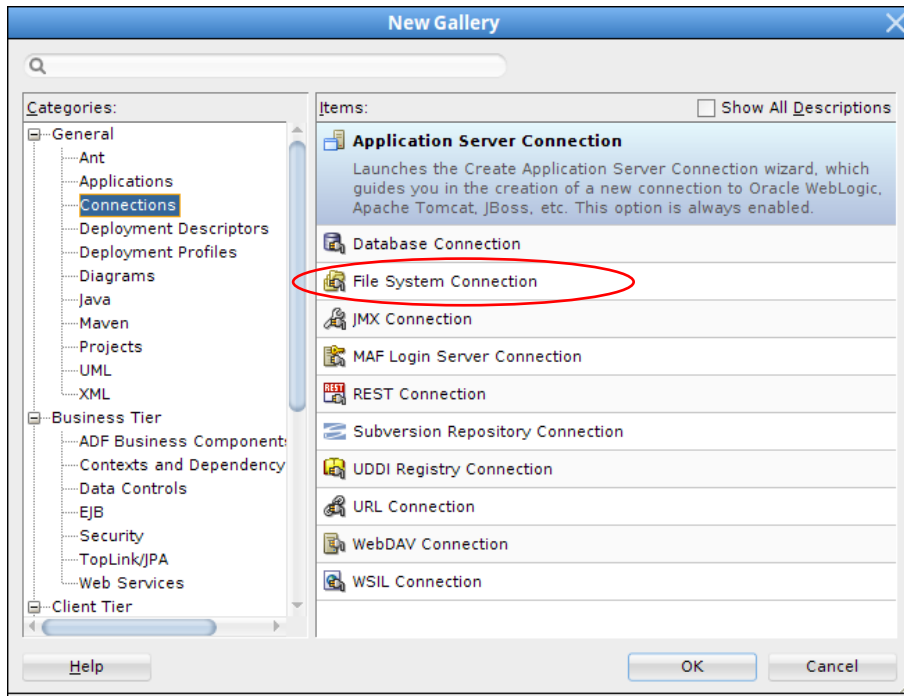 New Gallery
Categories:
General
Ant
Applications
Connections
Deployment Descriptors
Deployment Profiles
Diagrams
Java
Maven
Projects
UML
XML
Business Tier
ADF Business Component
Contexts and Dependency
Data Controls
EJB
Security
TopLink/JPA
Web Services
Client Tier
Items:
Show All Descriptions
Application Server Connection
Launches the Create Application Server Connection wizard, which
guides you in the creation of a new connection to Oracle WebLogic,
Apache Tomcat, JBoss, etc. This option is always enabled.
Database Connection
File System Connection
JMX Connection
MAF Login Server Connection
REST
REST Connection
Subversion Repository Connection
UDDI Registry Connection
URL Connection
WebDAV Connection
WSIL Connection
Help
OK
Cancel